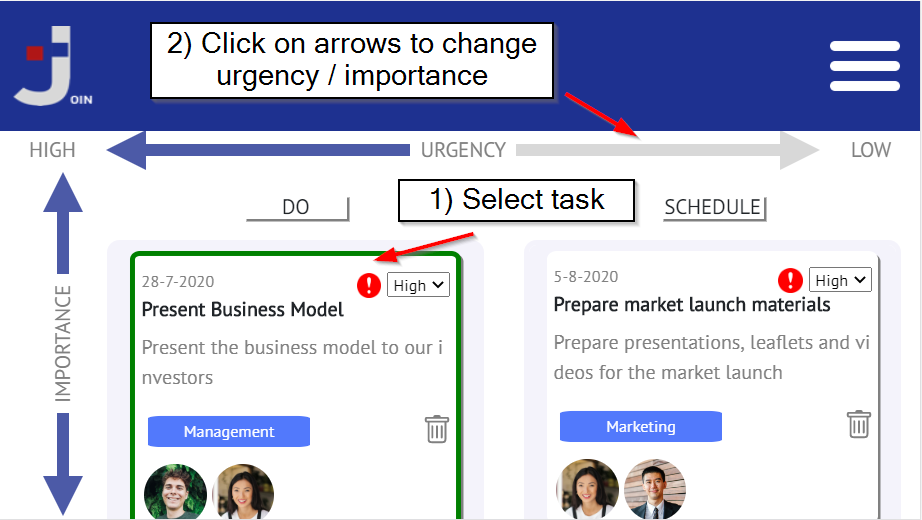 2) Click on arrows to change
urgency / importance
JOIN
HIGH
URGENCY
LOW
1) Select task
DO
SCHEDULE
IMPORTANCE
28-7-2020
! High
Present Business Model
Present the business model to our i
nvestors
Management
5-8-2020
! High
Prepare market launch materials
Prepare presentations, leaflets and vi
deos for the market launch
Marketing